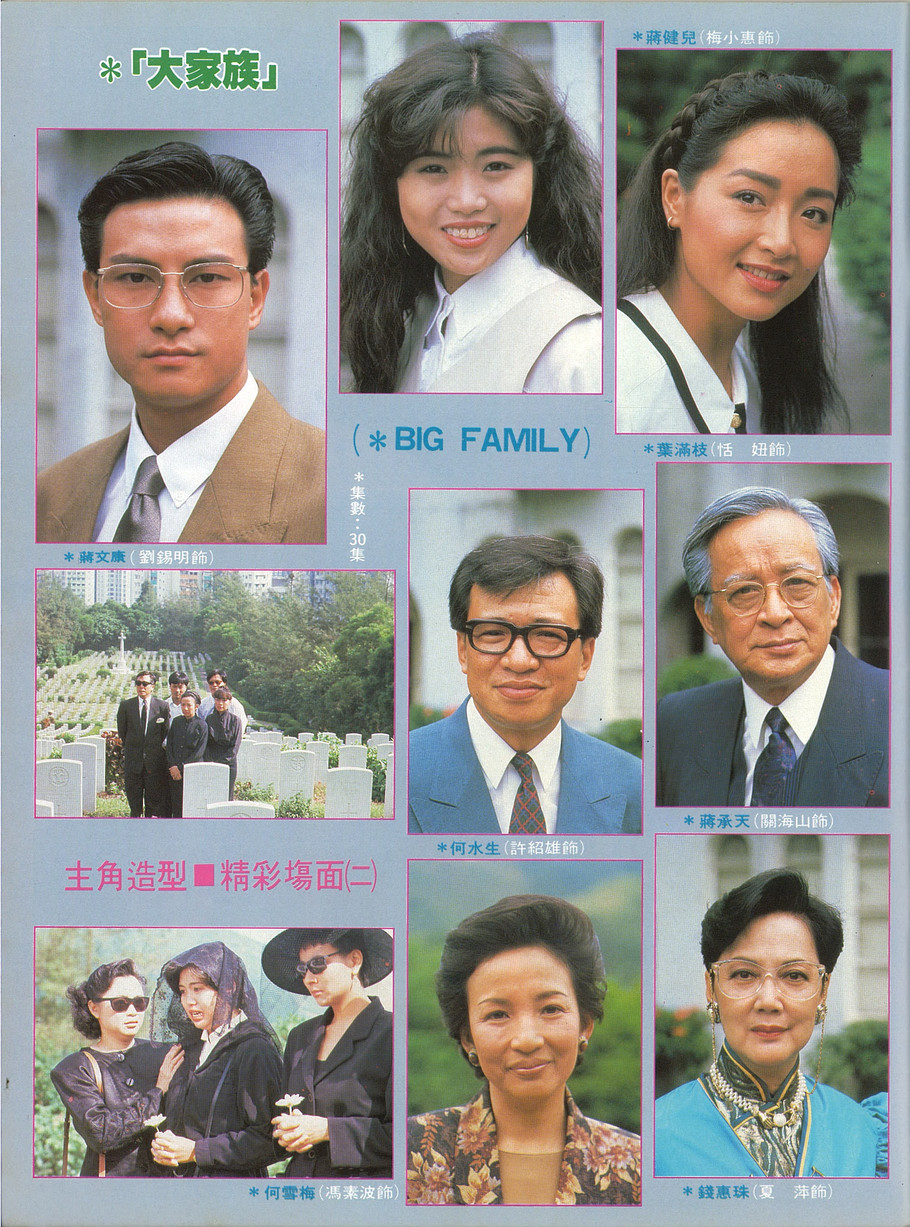 *「大家族」
*蔣健兒(梅小惠飾)
(*BIG FAMILY)
*集數：30集
*葉滿枝(恬　妞飾)
*蔣文康(劉錫明飾)
*何水生(許紹雄飾)
*蔣承天(關海山飾)
主角造型■精彩塲面(二)
*何雪梅(馮素波飾)
*錢惠珠(夏　萍飾)